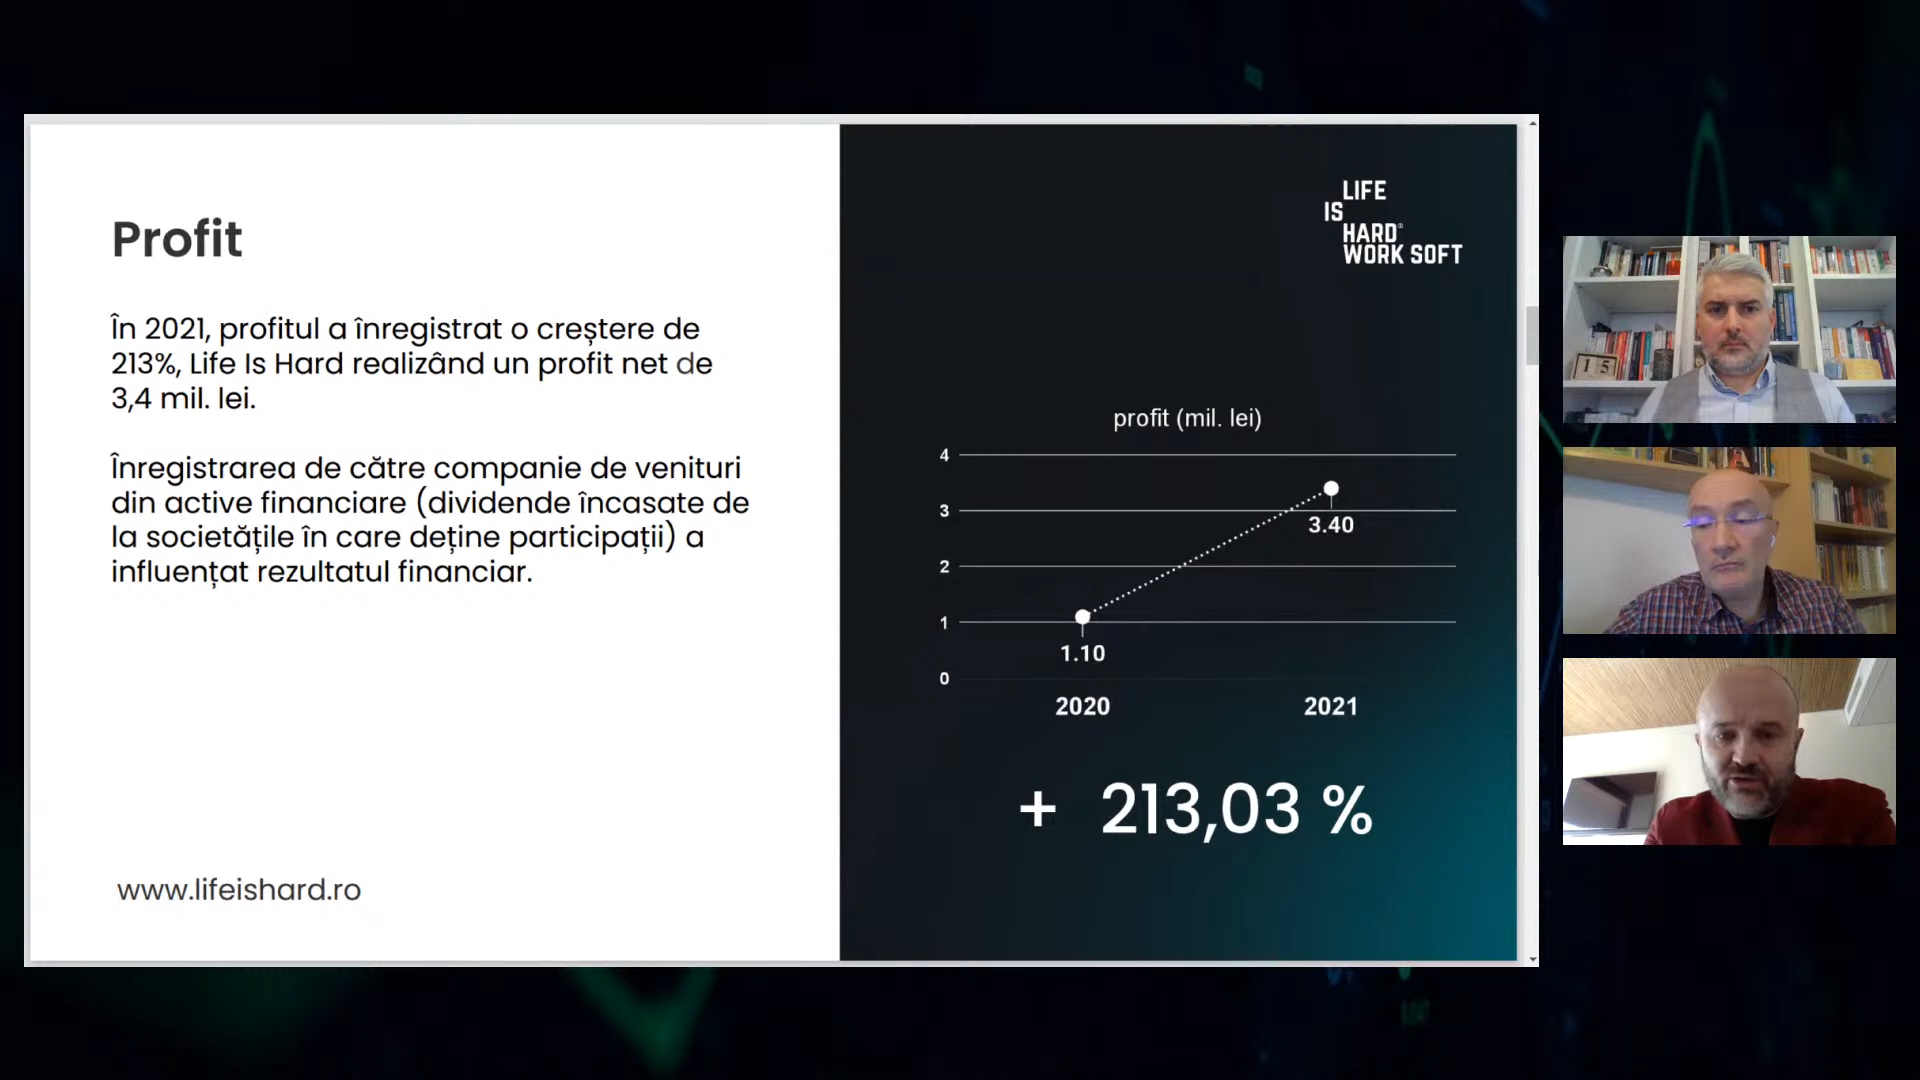 Profit
În 2021, profitul a înregistrat o creștere de
213%, Life Is Hard realizând un profit net de
3,4 mil. lei.
Înregistrarea de către companie de venituri
din active financiare (dividende încasate de
la societățile în care deține participații) a
influențat rezultatul financiar.
www.lifeishard.ro
LIFE
IS
HARD®
WORK SOFT
profit (mil. lei)
4
3
2
1
0
3.40
1.10
2020
2021
+ 213,03 %
1 5